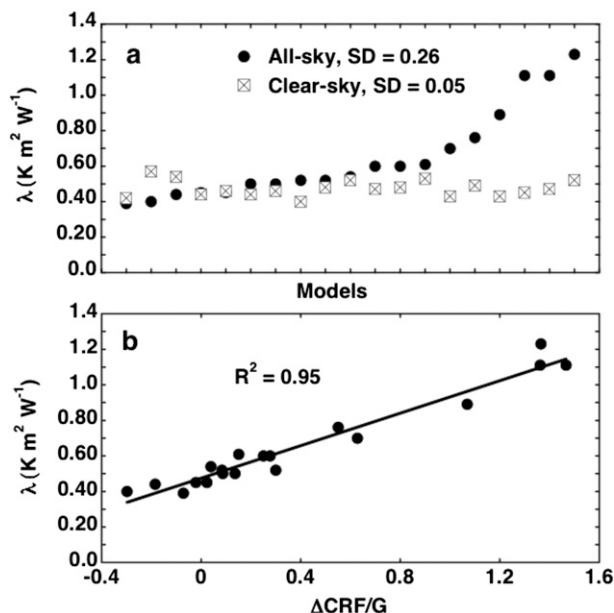 1.4
a
● All-sky, SD = 0.26
1.2
☒ Clear-sky, SD = 0.05
1.0
0.80
0.60
0.40
0.20
0.0
λ (K m² W⁻¹)
Models
1.4
b
1.2
R² = 0.95
1.0
0.80
0.60
0.40
0.20
0.0
λ (K m² W⁻¹)
-0.4 0 0.4 0.8 1.2 1.6
ΔCRF/G